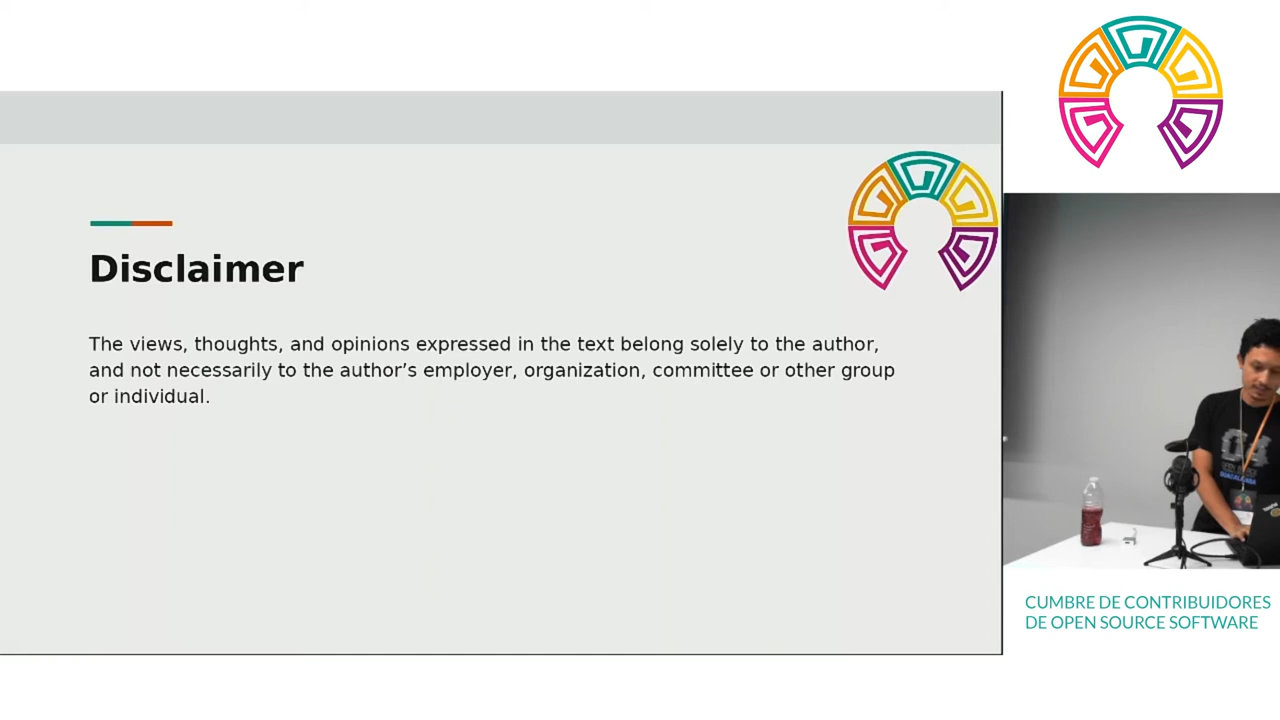 Disclaimer
The views, thoughts, and opinions expressed in the text belong solely to the author,
and not necessarily to the author’s employer, organization, committee or other group
or individual.
CUMBRE DE CONTRIBUIDORES
DE OPEN SOURCE SOFTWARE